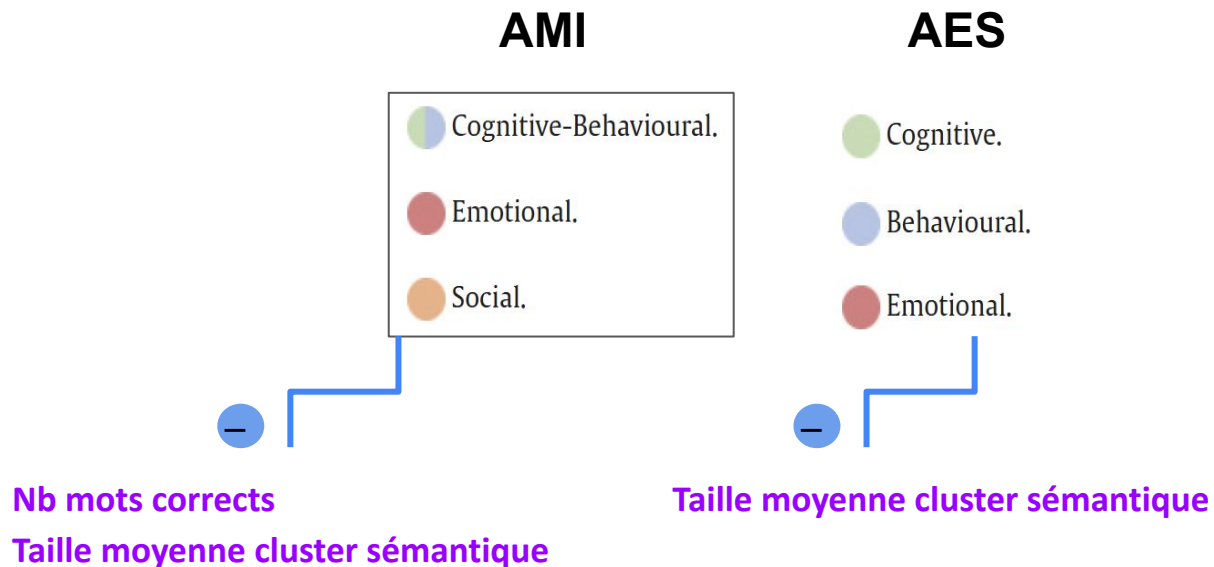 AMI
Cognitive-Behavioural.
Emotional.
Social.
–
Nb mots corrects
Taille moyenne cluster sémantique
AES
Cognitive.
Behavioural.
Emotional.
–
Taille moyenne cluster sémantique